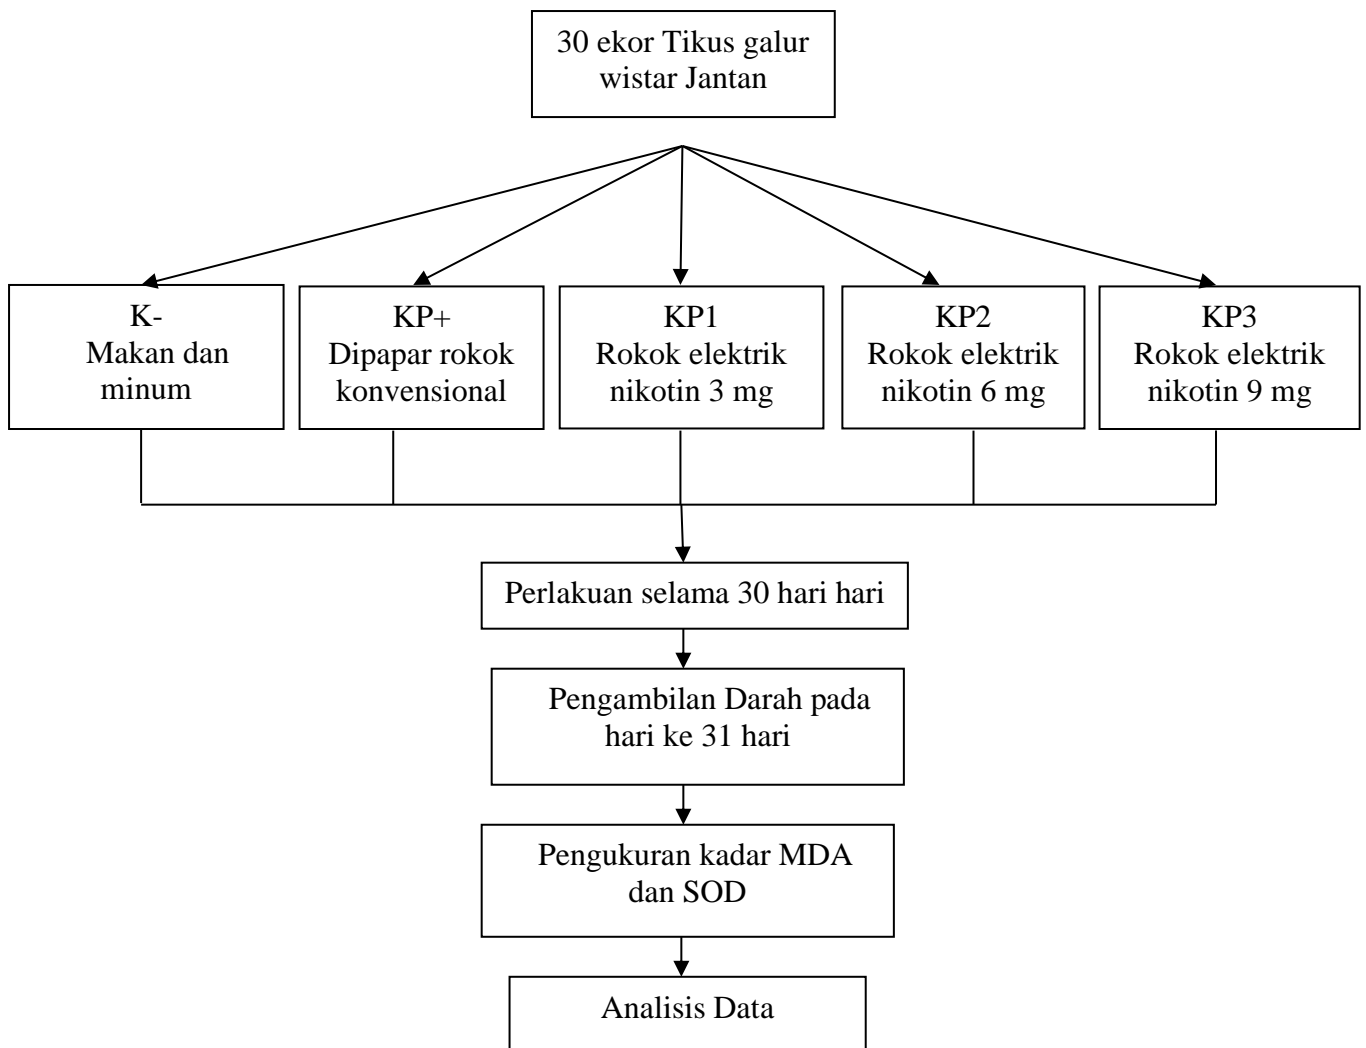 30 ekor Tikus galur
wistar Jantan
K-
Makan dan
minum
KP+
Dipapar rokok
konvensional
KP1
Rokok elektrik
nikotin 3 mg
KP2
Rokok elektrik
nikotin 6 mg
KP3
Rokok elektrik
nikotin 9 mg
Perlakuan selama 30 hari hari
Pengambilan Darah pada
hari ke 31 hari
Pengukuran kadar MDA
dan SOD
Analisis Data